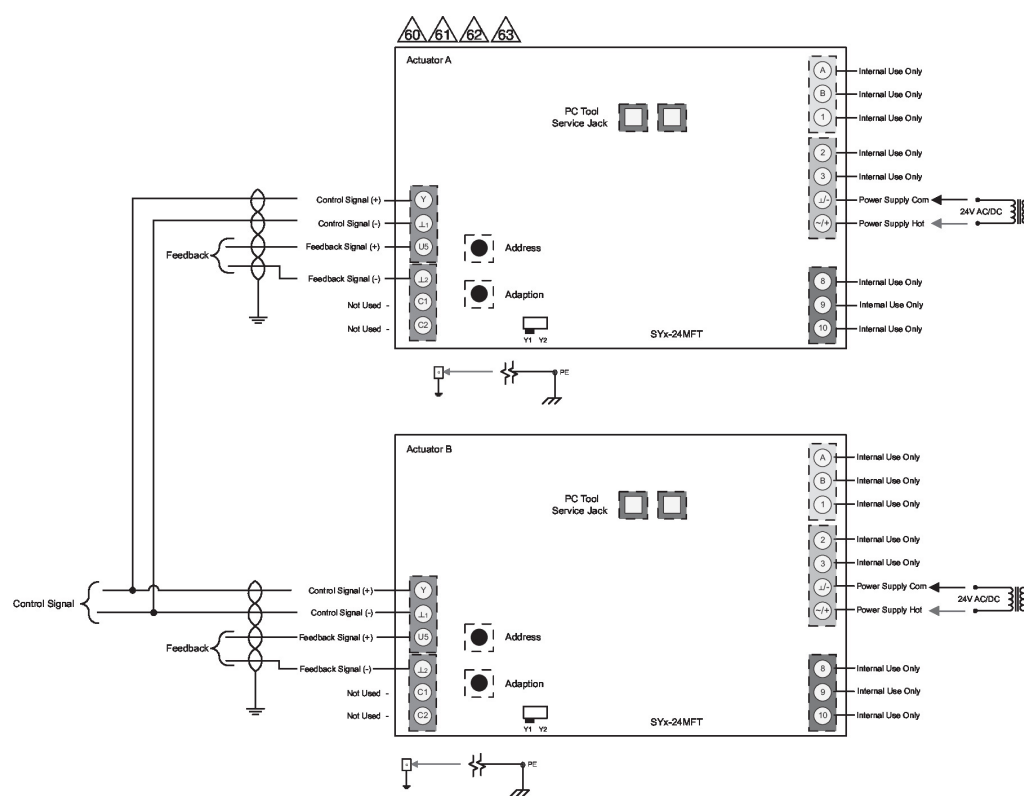 60 61 62 63
Actuator A
PC Tool
Service Jack
A Internal Use Only
B Internal Use Only
1 Internal Use Only
2 Internal Use Only
3 Internal Use Only
⊥/- Power Supply Com
~/+ Power Supply Hot
24V AC/DC
8 Internal Use Only
9 Internal Use Only
10 Internal Use Only
Control Signal (+) Y
Control Signal (-) ⊥1
Feedback Signal (+) U5
Feedback
Feedback Signal (-) ⊥2
Not Used - C1
Not Used - C2
Address
Adaption
Y1 Y2
SYx-24MFT
PE
Actuator B
PC Tool
Service Jack
A Internal Use Only
B Internal Use Only
1 Internal Use Only
2 Internal Use Only
3 Internal Use Only
⊥/- Power Supply Com
~/+ Power Supply Hot
24V AC/DC
8 Internal Use Only
9 Internal Use Only
10 Internal Use Only
Control Signal
Control Signal (+) Y
Control Signal (-) ⊥1
Feedback Signal (+) U5
Feedback
Feedback Signal (-) ⊥2
Not Used - C1
Not Used - C2
Address
Adaption
Y1 Y2
SYx-24MFT
PE